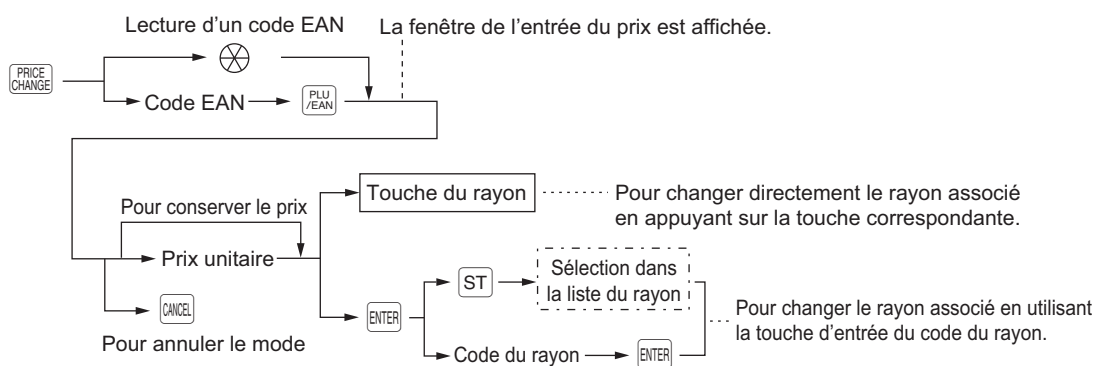 Lecture d'un code EAN
La fenêtre de l'entrée du prix est affichée.
PRICE
CHANGE
Code EAN
PLU
/EAN
Touche du rayon
Pour changer directement le rayon associé
en appuyant sur la touche correspondante.
Pour conserver le prix
Prix unitaire
CANCEL
Pour annuler le mode
ENTER
ST
Sélection dans
la liste du rayon
Code du rayon
ENTER
Pour changer le rayon associé en utilisant
la touche d'entrée du code du rayon.